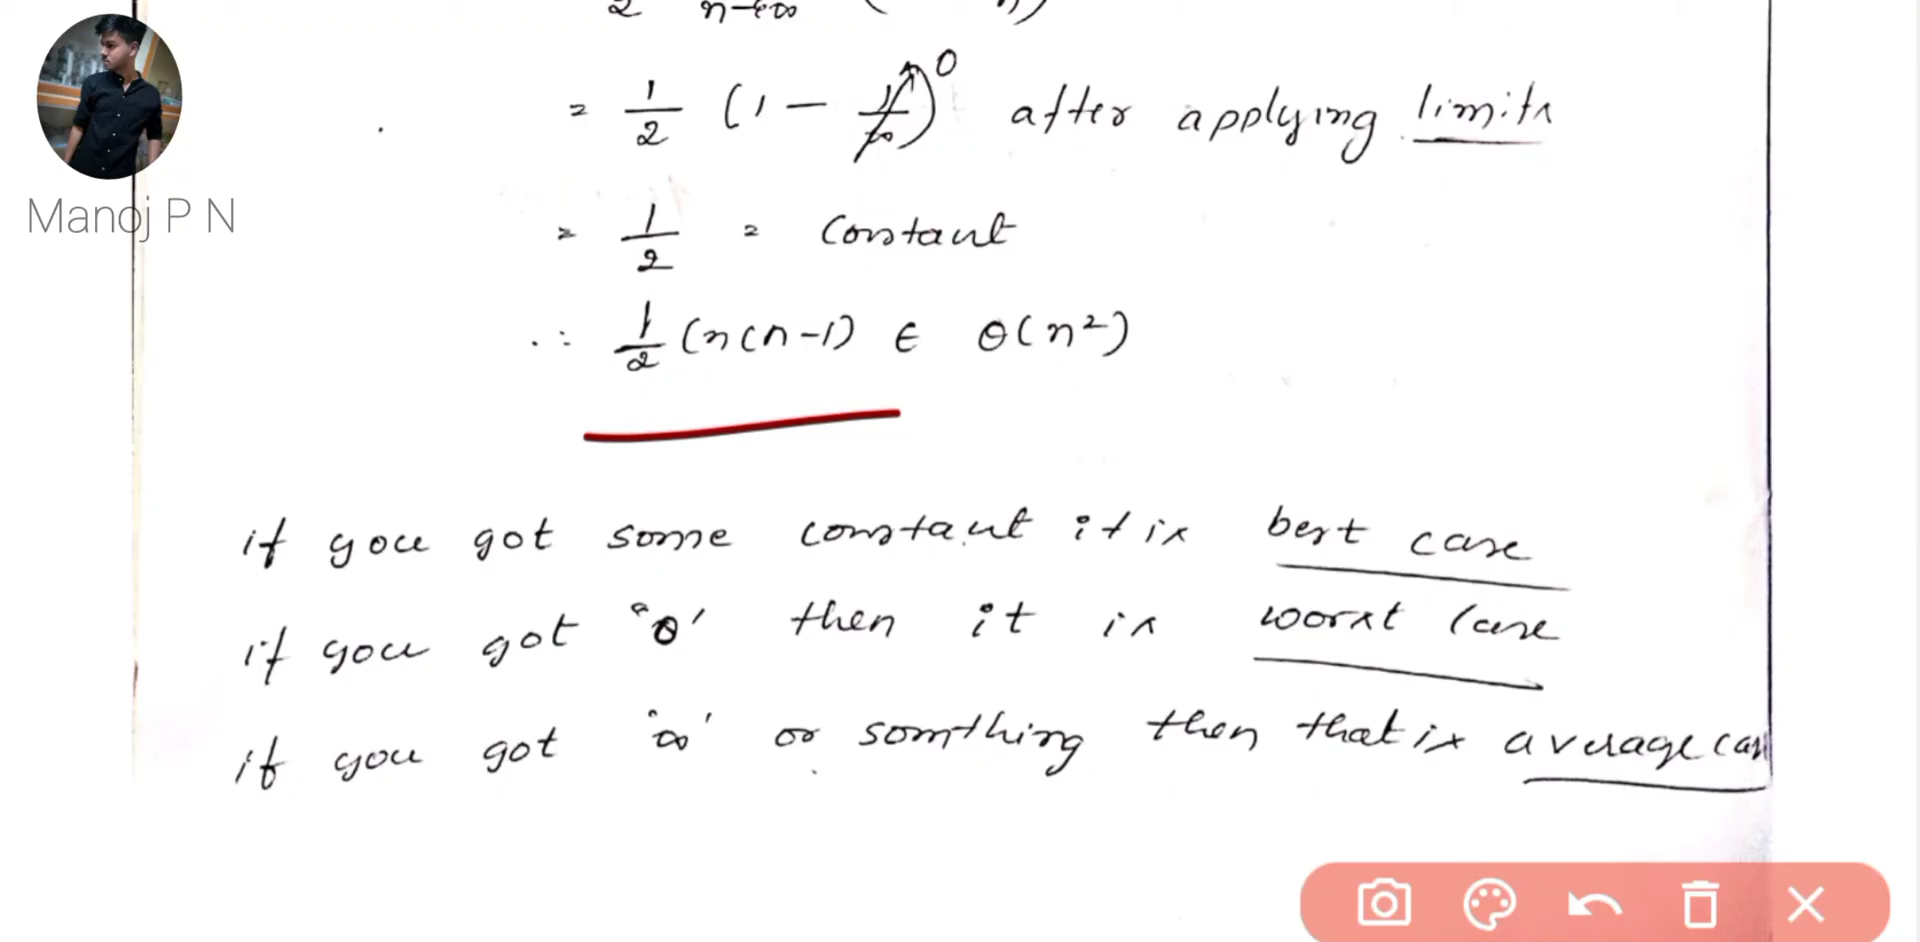 2 n→∞
= 1/2 (1 - 1/∞)⁰ after applying limits
Manoj P N
= 1/2 = constant
∴ 1/2 (n(n-1) ∈ θ(n²)
if you got some constant it is best case
if you got '0' then it is worst case
if you got '∞' or somthing then that is average cas